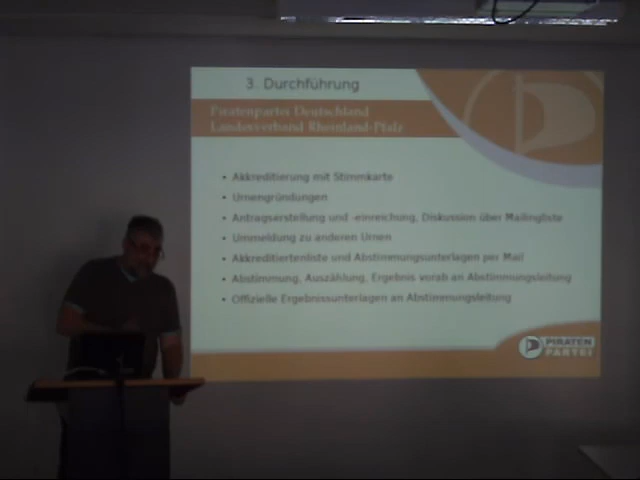 3. Durchführung
Piratenpartei Deutschland
Landesverband Rheinland-Pfalz
• Akkreditierung mit Stimmkarte
• Urnengründungen
• Antragserstellung und -einreichung, Diskussion über Mailingliste
• Ummeldung zu anderen Urnen
• Akkreditiertenliste und Abstimmungsunterlagen per Mail
• Abstimmung, Auszählung, Ergebnis vorab an Abstimmungsleitung
• Offizielle Ergebnisunterlagen an Abstimmungsleitung
PIRATEN
PARTEI